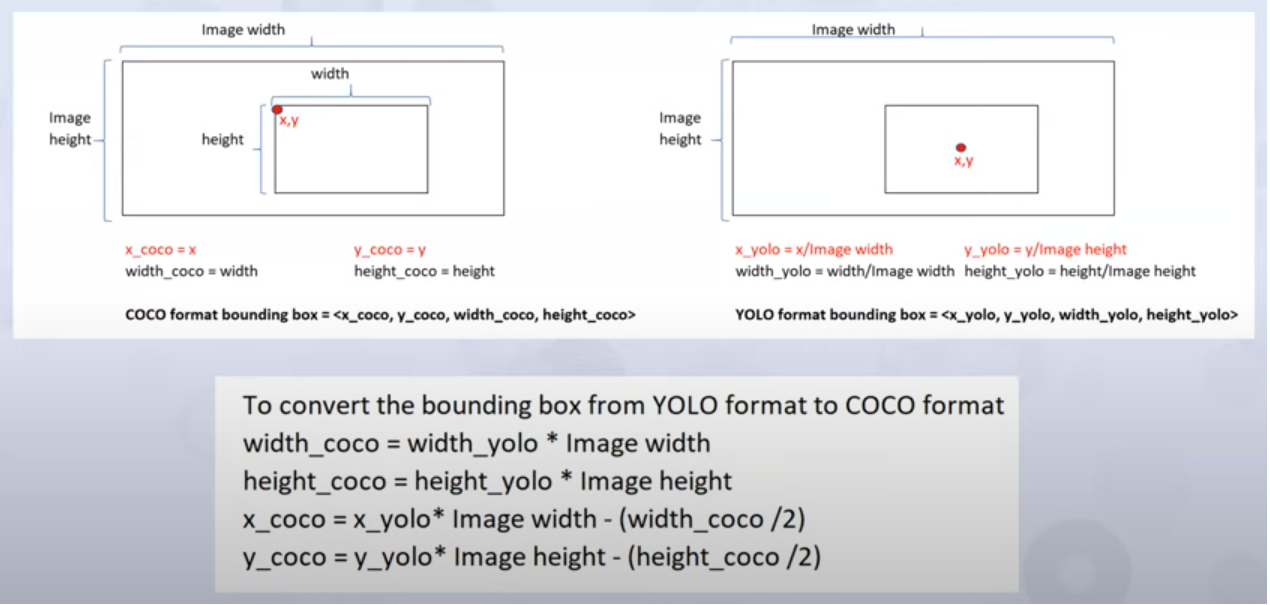 Image width
width
Image
height
height
x,y
x_coco = x
y_coco = y
width_coco = width
height_coco = height
COCO format bounding box = <x_coco, y_coco, width_coco, height_coco>
Image width
Image
height
x,y
x_yolo = x/Image width
y_yolo = y/Image height
width_yolo = width/Image width
height_yolo = height/Image height
YOLO format bounding box = <x_yolo, y_yolo, width_yolo, height_yolo>
To convert the bounding box from YOLO format to COCO format
width_coco = width_yolo * Image width
height_coco = height_yolo * Image height
x_coco = x_yolo* Image width - (width_coco /2)
y_coco = y_yolo* Image height - (height_coco /2)